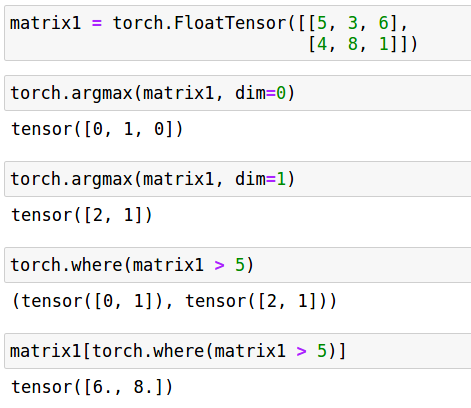 matrix1 = torch.FloatTensor([[5, 3, 6],
                             [4, 8, 1]])
torch.argmax(matrix1, dim=0)
tensor([0, 1, 0])
torch.argmax(matrix1, dim=1)
tensor([2, 1])
torch.where(matrix1 > 5)
(tensor([0, 1]), tensor([2, 1]))
matrix1[torch.where(matrix1 > 5)]
tensor([6., 8.])